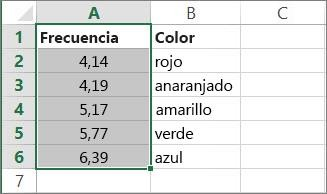 A B C
1 Frecuencia Color
2 4,14 rojo
3 4,19 anaranjado
4 5,17 amarillo
5 5,77 verde
6 6,39 azul
7